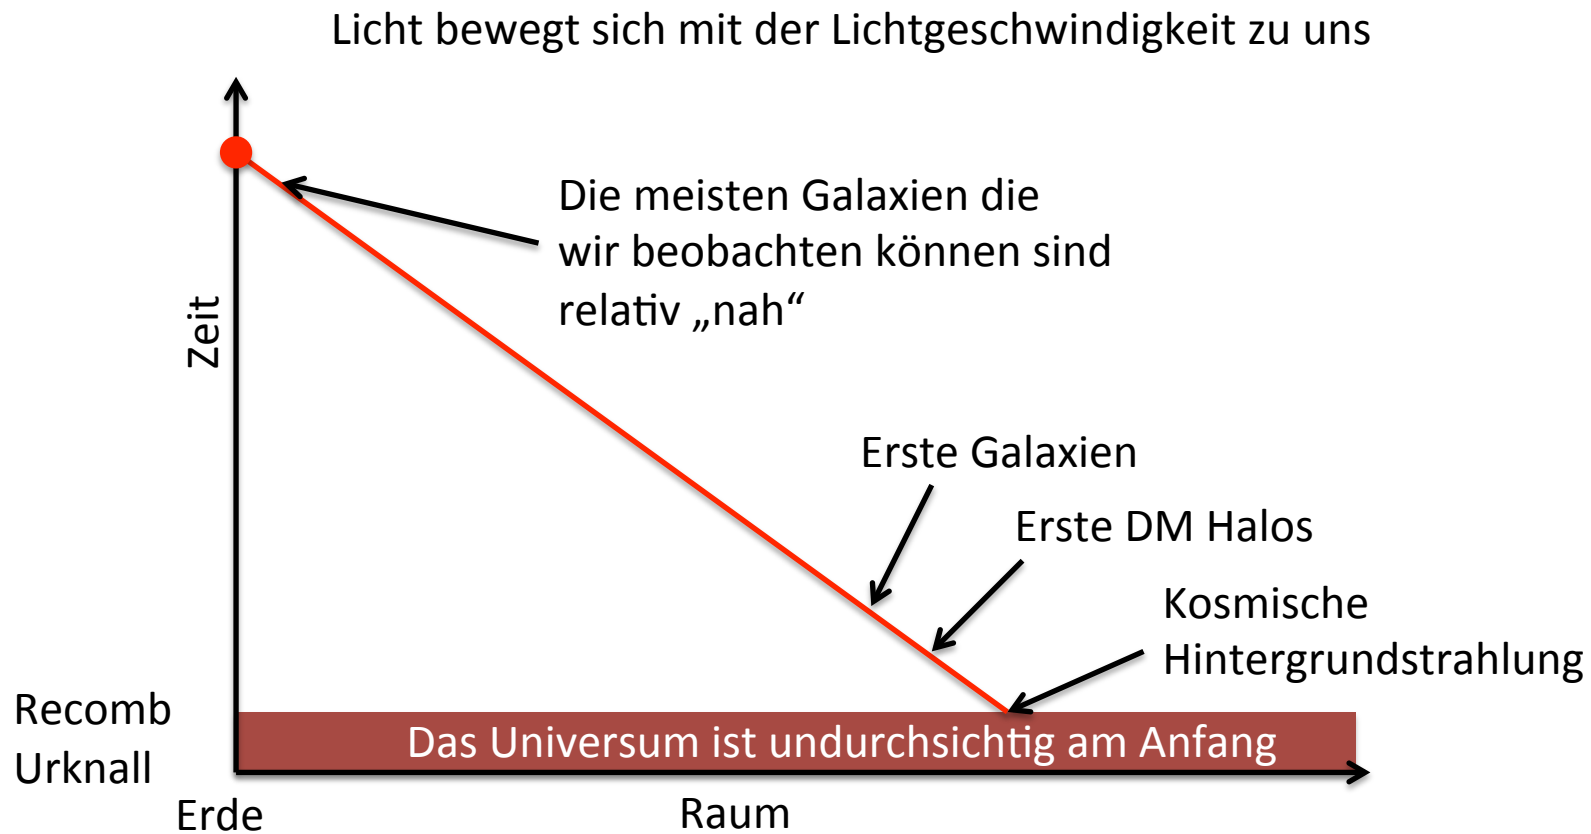 Licht bewegt sich mit der Lichtgeschwindigkeit zu uns
Die meisten Galaxien die
wir beobachten können sind
relativ „nah“
Zeit
Erste Galaxien
Erste DM Halos
Kosmische
Hintergrundstrahlung
Recomb
Das Universum ist undurchsichtig am Anfang
Urknall
Erde
Raum